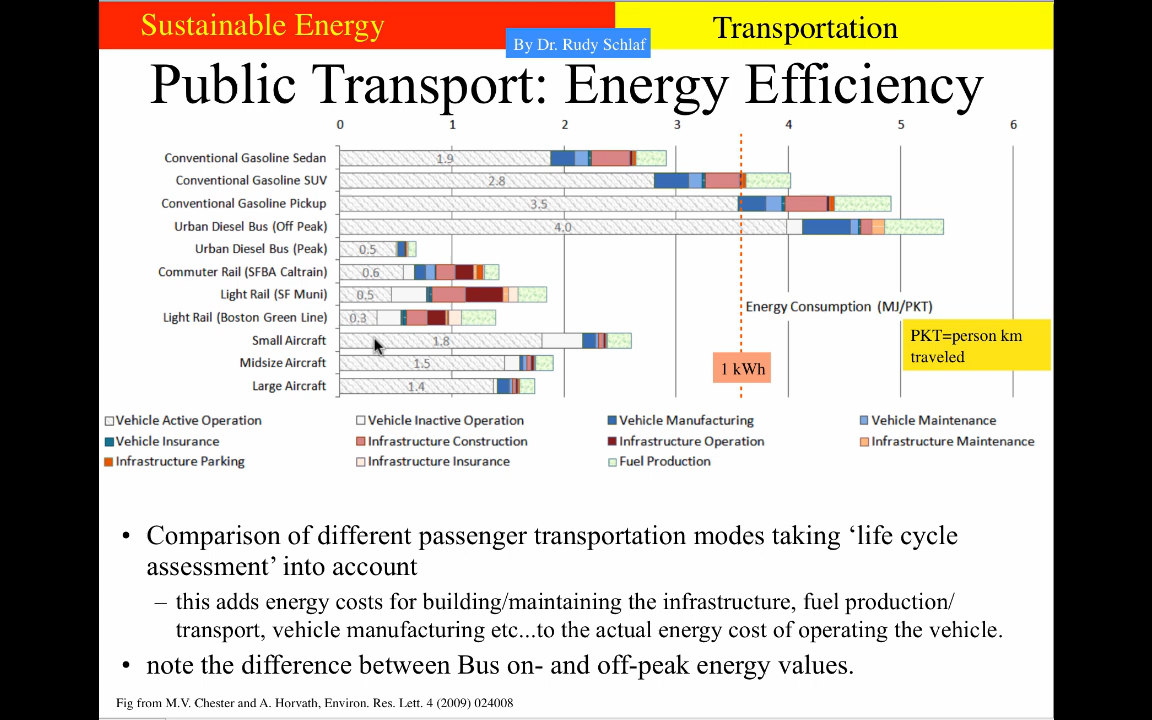 Sustainable Energy
Transportation
By Dr. Rudy Schlaf
Public Transport: Energy Efficiency
0 1 2 3 4 5 6
Conventional Gasoline Sedan 1.9
Conventional Gasoline SUV 2.8
Conventional Gasoline Pickup 3.5
Urban Diesel Bus (Off Peak) 4.0
Urban Diesel Bus (Peak) 0.5
Commuter Rail (SFBA Caltrain) 0.6
Light Rail (SF Muni) 0.5
Energy Consumption (MJ/PKT)
Light Rail (Boston Green Line) 0.3
PKT=person km
traveled
Small Aircraft 1.8
Midsize Aircraft 1.5
1 kWh
Large Aircraft 1.4
Vehicle Active Operation Vehicle Inactive Operation Vehicle Manufacturing Vehicle Maintenance
Vehicle Insurance Infrastructure Construction Infrastructure Operation Infrastructure Maintenance
Infrastructure Parking Infrastructure Insurance Fuel Production
• Comparison of different passenger transportation modes taking ‘life cycle
assessment’ into account
– this adds energy costs for building/maintaining the infrastructure, fuel production/
transport, vehicle manufacturing etc...to the actual energy cost of operating the vehicle.
• note the difference between Bus on- and off-peak energy values.
Fig from M.V. Chester and A. Horvath, Environ. Res. Lett. 4 (2009) 024008